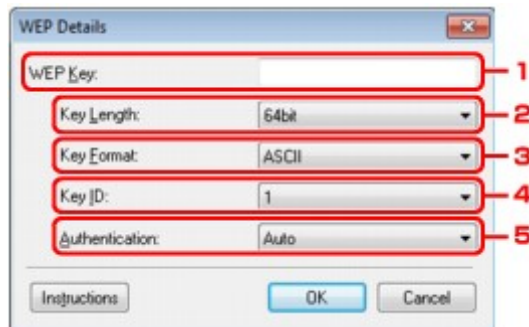 WEP Details
WEP Key: 1
Key Length: 64bit 2
Key Format: ASCII 3
Key ID: 1 4
Authentication: Auto 5
Instructions OK Cancel